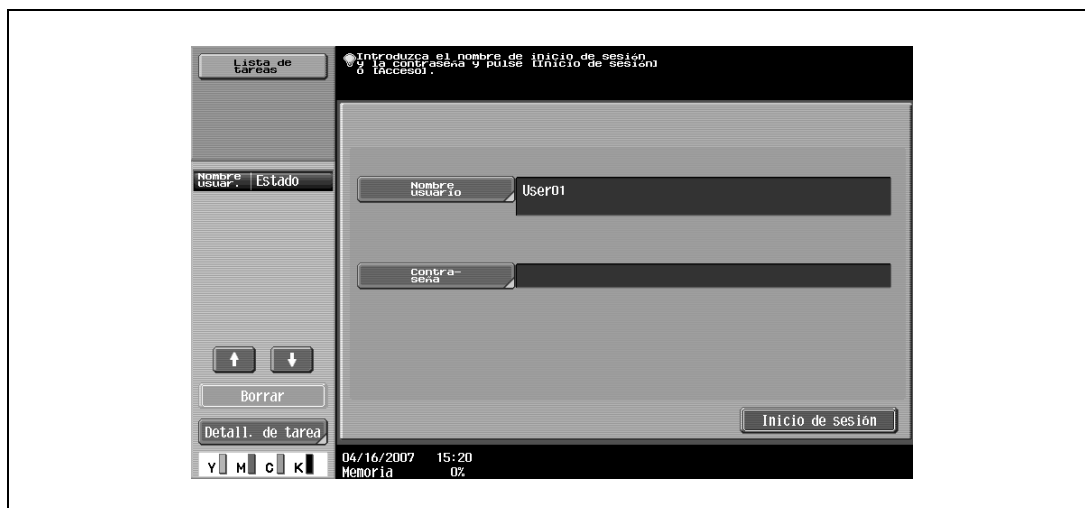 Lista de
tareas
Introduzca el nombre de inicio de sesión
y la contraseña y pulse [Inicio de sesión]
o [Acceso].
Nombre
usuar.
Estado
Nombre
usuario
User01
Contra-
seña
Borrar
Detall. de tarea
Inicio de sesión
Y M C K
04/16/2007 15:20
Memoria 0%